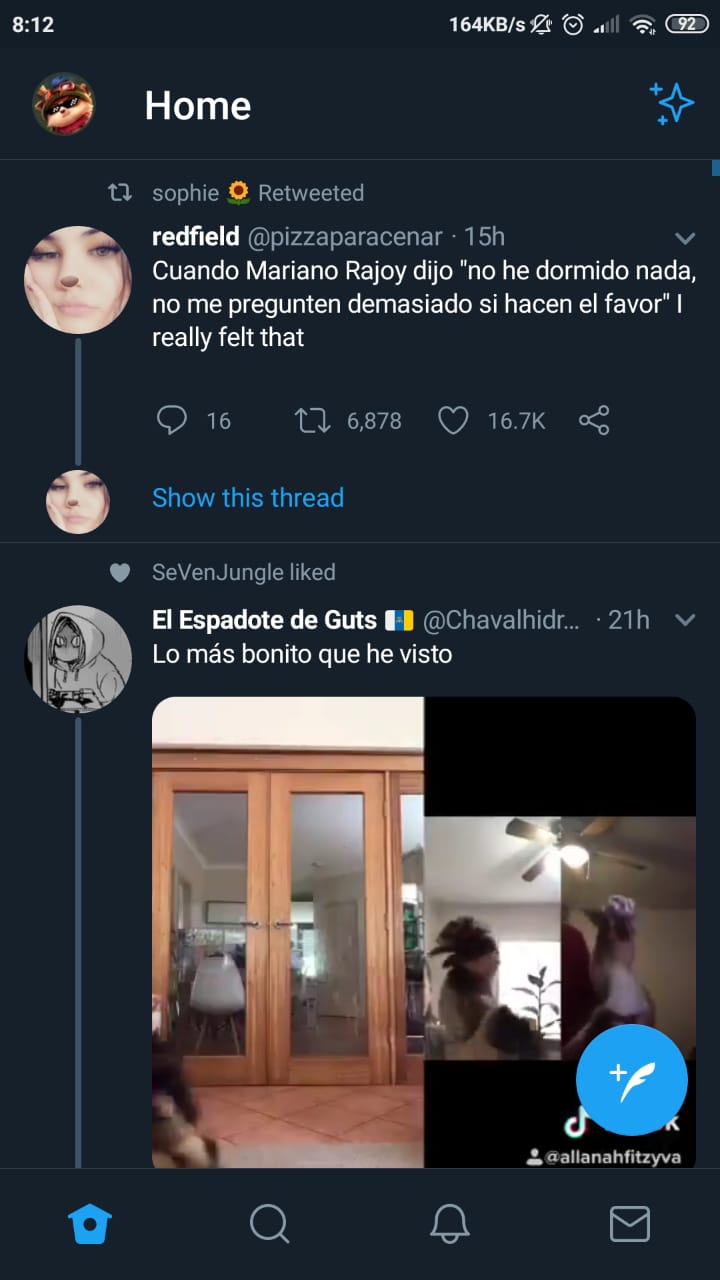 8:12
164KB/s
92
Home
sophie 🌻 Retweeted
redfield @pizzaparacenar · 15h
Cuando Mariano Rajoy dijo "no he dormido nada,
no me pregunten demasiado si hacen el favor" I
really felt that
16
6,878
16.7K
Show this thread
SeVenJungle liked
El Espadote de Guts 🇮🇨 @Chavalhidr... · 21h
Lo más bonito que he visto
@allanahfitzyva